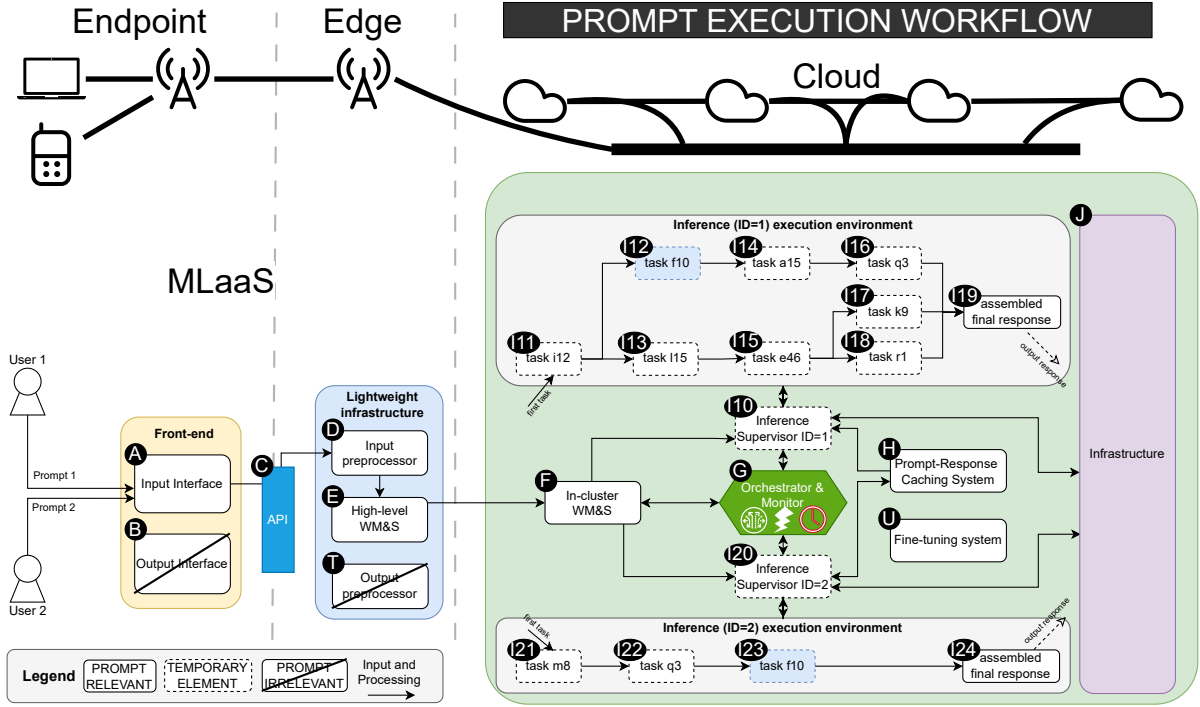 Endpoint
Edge
PROMPT EXECUTION WORKFLOW
Cloud
MLaaS
J
Inference (ID=1) execution environment
I12
task f10
I14
task a15
I16
task q3
I17
task k9
I19
assembled
final response
I11
task i12
I13
task l15
I15
task e46
I18
task r1
first task
output response
User 1
Prompt 1
Prompt 2
User 2
Front-end
A
Input Interface
B
Output Interface
C
API
Lightweight
infrastructure
D
Input
preprocessor
E
High-level
WM&S
T
Output
preprocessor
F
In-cluster
WM&S
I10
Inference
Supervisor ID=1
G
Orchestrator &
Monitor
I20
Inference
Supervisor ID=2
H
Prompt-Response
Caching System
U
Fine-tuning system
Infrastructure
Inference (ID=2) execution environment
first task
output response
I21
task m8
I22
task q3
I23
task f10
I24
assembled
final response
Legend
PROMPT
RELEVANT
TEMPORARY
ELEMENT
PROMPT
IRRELEVANT
Input and
Processing